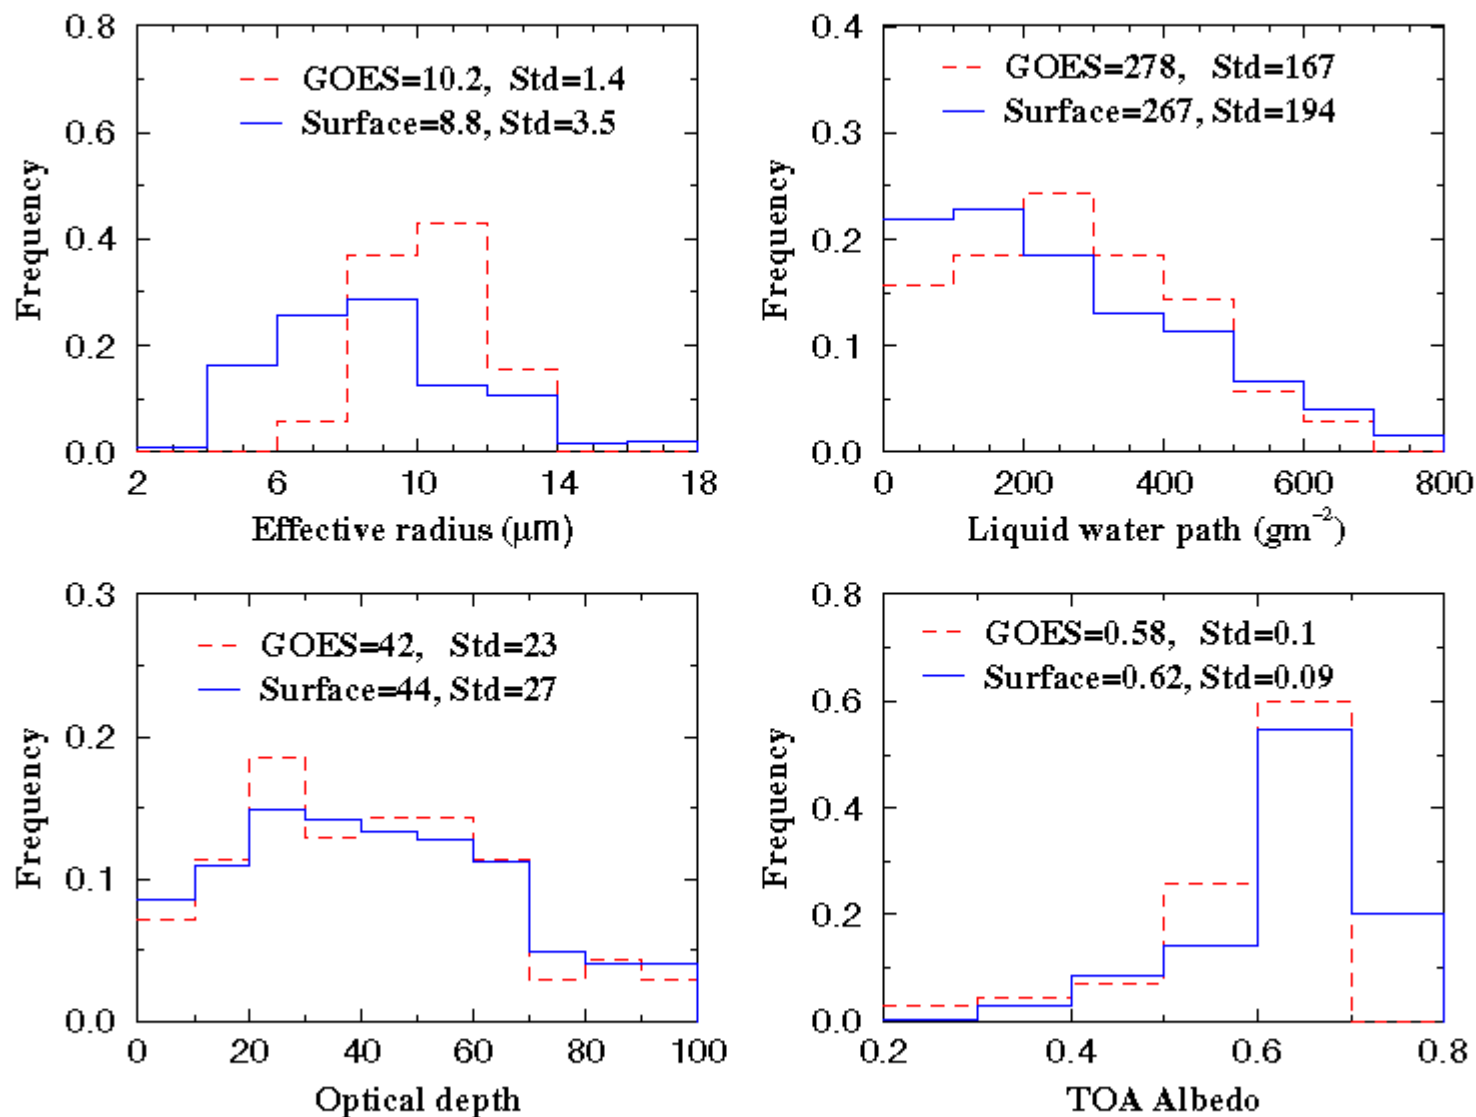 0.8
0.6
0.4
0.2
0.0
Frequency
GOES=10.2, Std=1.4
Surface=8.8, Std=3.5
2 6 10 14 18
Effective radius (μm)
0.4
0.3
0.2
0.1
0.0
Frequency
GOES=278, Std=167
Surface=267, Std=194
0 200 400 600 800
Liquid water path (gm⁻²)
0.3
0.2
0.1
0.0
Frequency
GOES=42, Std=23
Surface=44, Std=27
0 20 40 60 80 100
Optical depth
0.8
0.6
0.4
0.2
0.0
Frequency
GOES=0.58, Std=0.1
Surface=0.62, Std=0.09
0.2 0.4 0.6 0.8
TOA Albedo